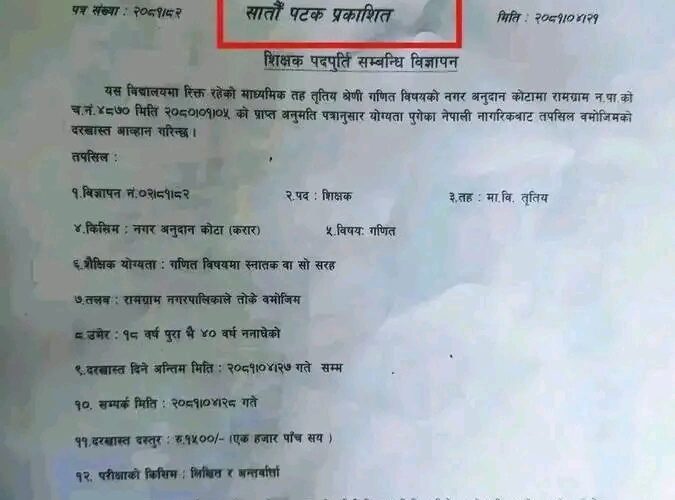 पत्र संख्या : २०८१।८२
सातौँ पटक प्रकाशित
मिति : २०८१।०४।२१
शिक्षक पदपुर्ति सम्बन्धि विज्ञापन
यस विद्यालयमा रिक्त रहेको माध्यमिक तह तृतिय श्रेणी गणित विषयको नगर अनुदान कोटामा रामग्राम न.पा.को
च.नं.४८७० मिति २०८०।०१।०५ को प्राप्त अनुमति पत्रानुसार योग्यता पुगेका नेपाली नागरिकबाट तपसिल वमोजिमको
दरखास्त आव्हान गरिन्छ ।
तपसिल :
१.विज्ञापन नं.०२।८१।८२ २.पद : शिक्षक ३.तह : मा.वि. तृतिय
४.किसिम : नगर अनुदान कोटा (करार) ५.विषय: गणित
६.शैक्षिक योग्यता : गणित विषयमा स्नातक वा सो सरह
७.तलब : रामग्राम नगरपालिकाले तोके वमोजिम
८.उमेर : १८ वर्ष पुरा भै ४० वर्ष ननाघेको
९.दरखास्त दिने अन्तिम मिति : २०८१।०४।२७ गते सम्म
१०. सम्पर्क मिति : २०८१।०४।२८ गते
११.दरखास्त दस्तुर : रु.१५००/- (एक हजार पाँच सय )
१२. परीक्षाको किसिम : लिखित र अन्तर्वार्त्ता